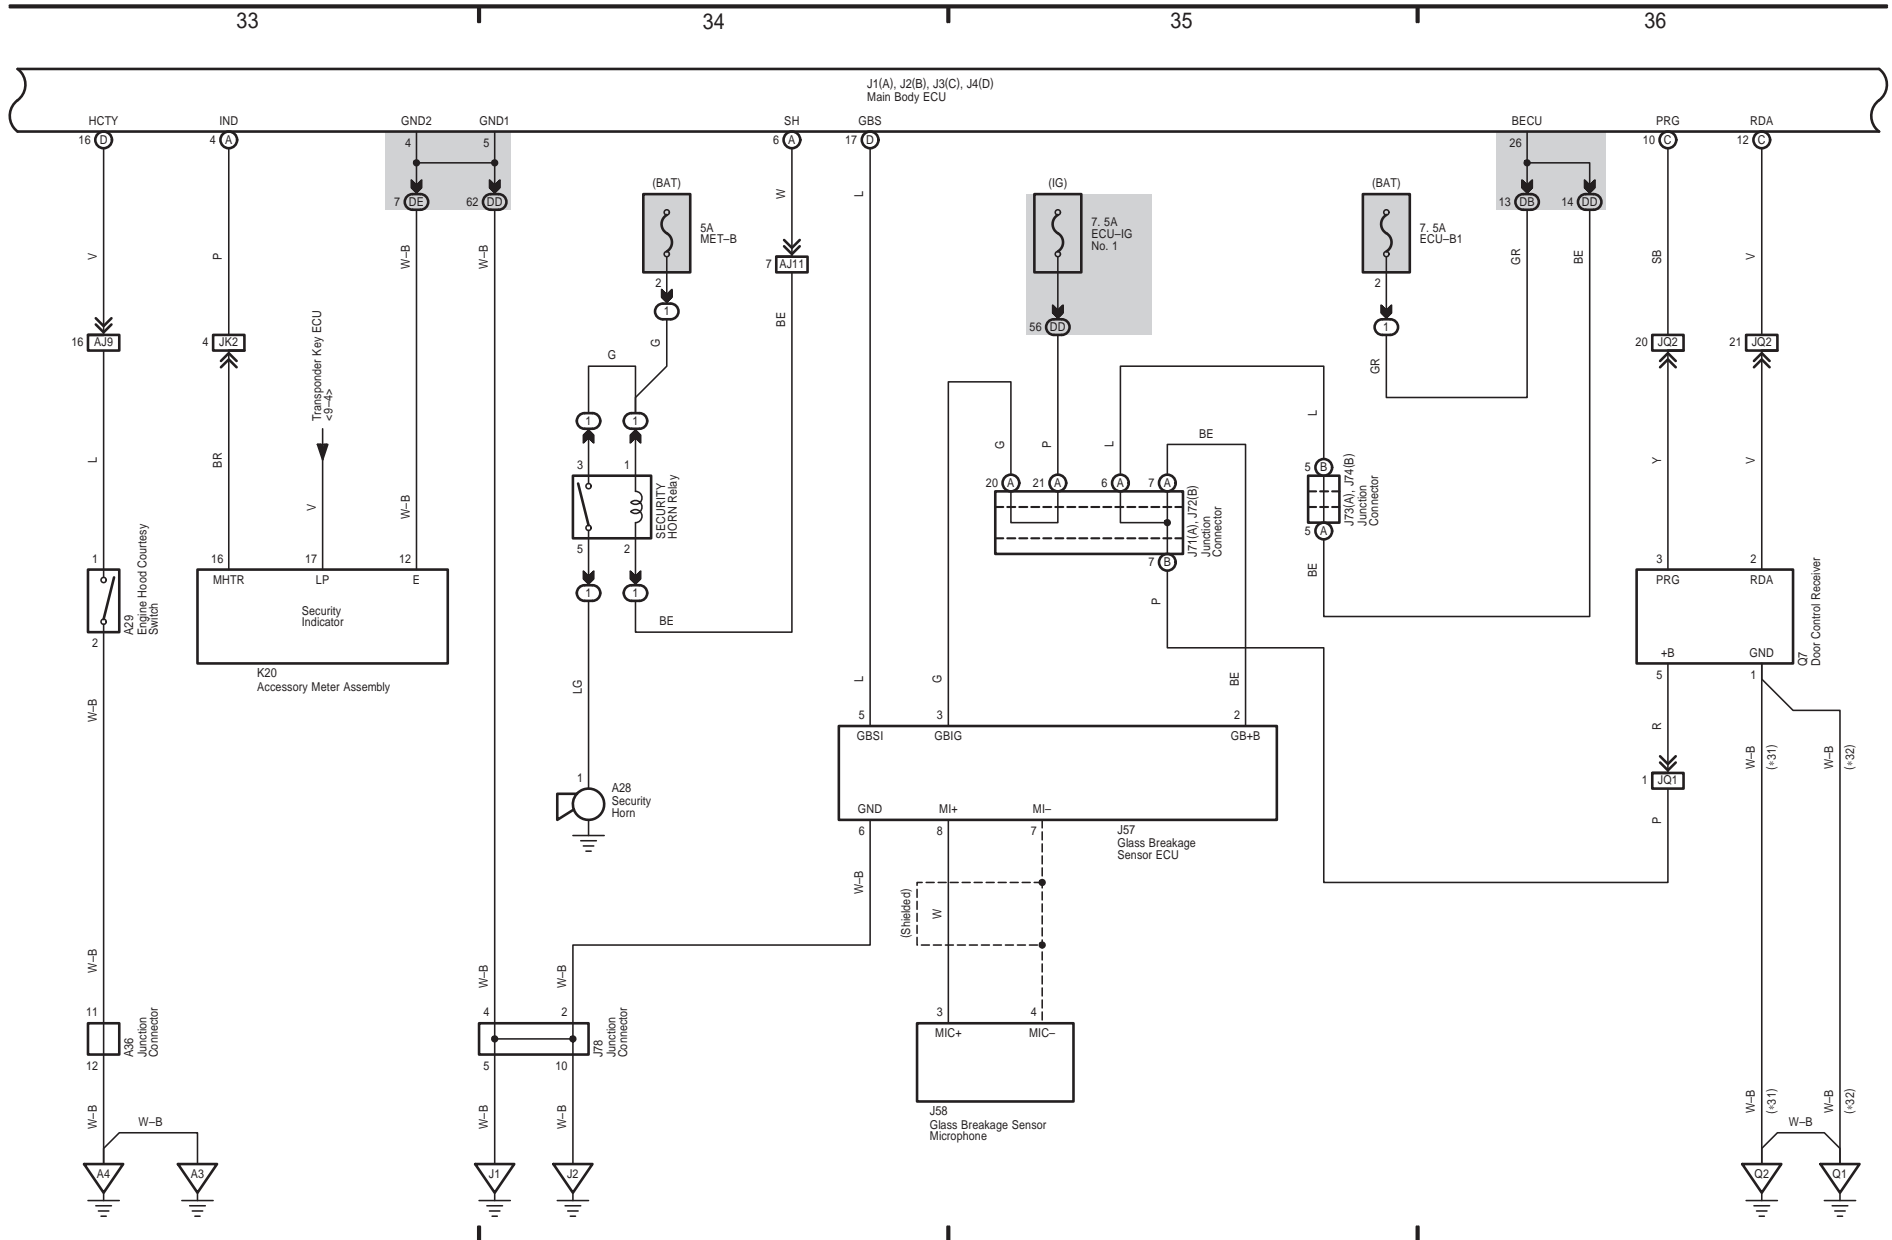 33
34
35
36
J1(A), J2(B), J3(C), J4(D)
Main Body ECU
HCTY
IND
GND2
GND1
SH
GBS
BECU
PRG
RDA
16 D
4 A
4
5
6 A
17 D
26
10 C
12 C
7 DE
62 DD
(BAT)
5A
MET–B
(IG)
7. 5A
ECU–IG
No. 1
(BAT)
7. 5A
ECU–B1
13 DB
14 DD
V
P
W–B
W–B
W
L
GR
BE
SB
V
7 AJ11
2
1
2
1
56 DD
BE
16 AJ9
4 JK2
20 JQ2
21 JQ2
Transponder Key ECU
<9–4>
G
G
GR
1
1
L
BR
V
W–B
3
1
SECURITY
HORN Relay
5
2
1
1
BE
G
P
L
BE
L
20 A
21 A
6 A
7 A
J71(A), J72(B)
Junction
Connector
7 B
P
5 B
J73(A), J74(B)
Junction
Connector
5 A
BE
Y
V
1
A29
Engine Hood Courtesy
Switch
2
16
17
12
MHTR
LP
E
Security
Indicator
K20
Accessory Meter Assembly
3
2
PRG
RDA
+B
GND
Q7
Door Control Receiver
5
1
W–B
LG
L
G
BE
R
W–B
(*31)
W–B
(*32)
5
3
2
GBSI
GBIG
GB+B
GND
MI+
MI–
6
8
7
J57
Glass Breakage
Sensor ECU
1
A28
Security
Horn
1 JQ1
P
W–B
(Shielded)
W
W–B
W–B
W–B
11
A36
Junction
Connector
12
4
2
J78
Junction
Connector
5
10
3
4
MIC+
MIC–
J58
Glass Breakage Sensor
Microphone
W–B
W–B
W–B
W–B
W–B
(*31)
W–B
(*32)
W–B
A4
A3
J1
J2
Q2
Q1